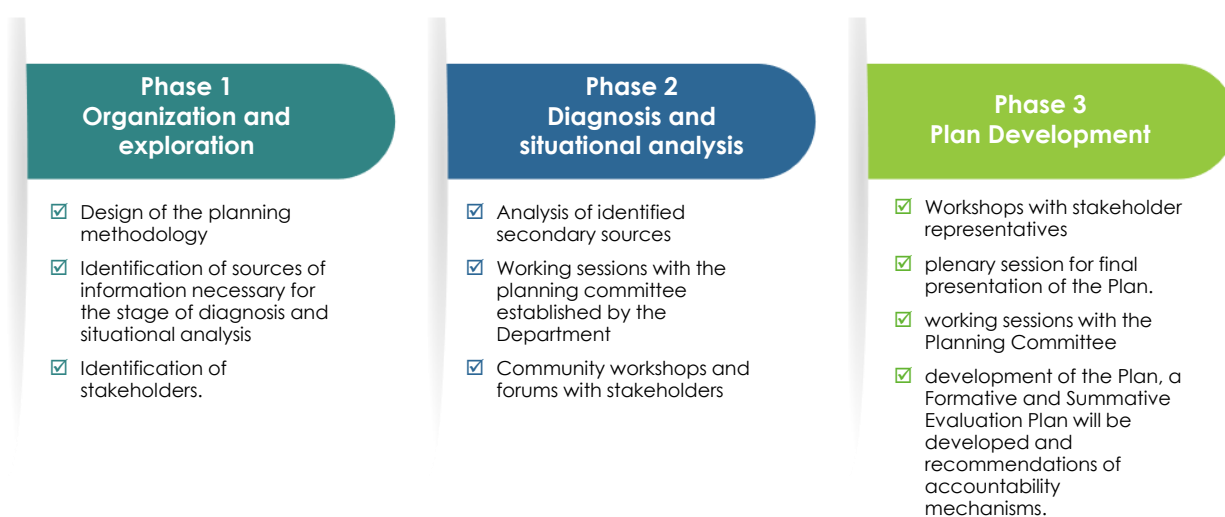 Phase 1
Organization and
exploration
Design of the planning
methodology
Identification of sources of
information necessary for
the stage of diagnosis and
situational analysis
Identification of
stakeholders.
Phase 2
Diagnosis and
situational analysis
Analysis of identified
secondary sources
Working sessions with the
planning committee
established by the
Department
Community workshops and
forums with stakeholders
Phase 3
Plan Development
Workshops with stakeholder
representatives
plenary session for final
presentation of the Plan.
working sessions with the
Planning Committee
development of the Plan, a
Formative and Summative
Evaluation Plan will be
developed and
recommendations of
accountability
mechanisms.